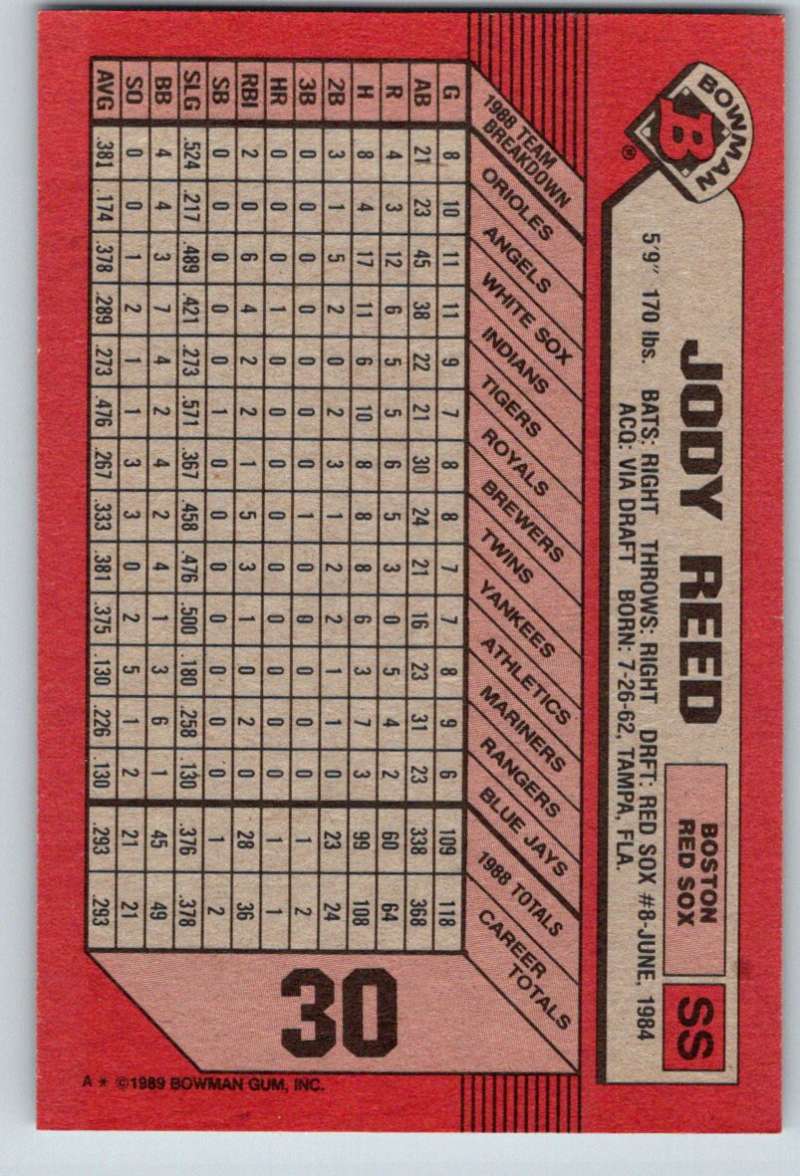 BOWMAN
B
®
JODY REED
BOSTON
RED SOX
SS
5'9" 170 lbs. BATS: RIGHT THROWS: RIGHT DRFT: RED SOX #8-JUNE, 1984
ACQ: VIA DRAFT BORN: 7-26-62, TAMPA, FLA.
1988 TEAM
BREAKDOWN
G AB R H 2B 3B HR RBI SB SLG BB SO AVG
ORIOLES 8 21 4 8 3 0 0 2 0 .524 4 0 .381
ANGELS 10 23 3 4 1 0 0 0 0 .217 4 0 .174
WHITE SOX 11 45 12 17 5 0 0 6 0 .489 3 1 .378
INDIANS 11 38 6 11 2 0 1 4 0 .421 7 2 .289
TIGERS 9 22 5 6 0 0 0 2 0 .273 4 1 .273
ROYALS 7 21 5 10 2 0 0 2 1 .571 2 1 .476
BREWERS 8 30 6 8 3 0 0 1 0 .367 4 3 .267
TWINS 8 24 5 8 1 1 0 5 0 .458 2 3 .333
YANKEES 7 21 3 8 2 0 0 3 0 .476 4 0 .381
ATHLETICS 7 16 0 6 2 0 0 1 0 .500 1 2 .375
MARINERS 8 23 5 3 1 0 0 0 0 .180 3 5 .130
RANGERS 9 31 4 7 1 0 0 2 0 .258 6 1 .226
BLUE JAYS 6 23 2 3 0 0 0 0 0 .130 1 2 .130
1988 TOTALS 109 338 60 99 23 1 1 28 1 .376 45 21 .293
CAREER
TOTALS 118 368 64 108 24 2 1 36 2 .378 49 21 .293
30
A * ©1989 BOWMAN GUM, INC.